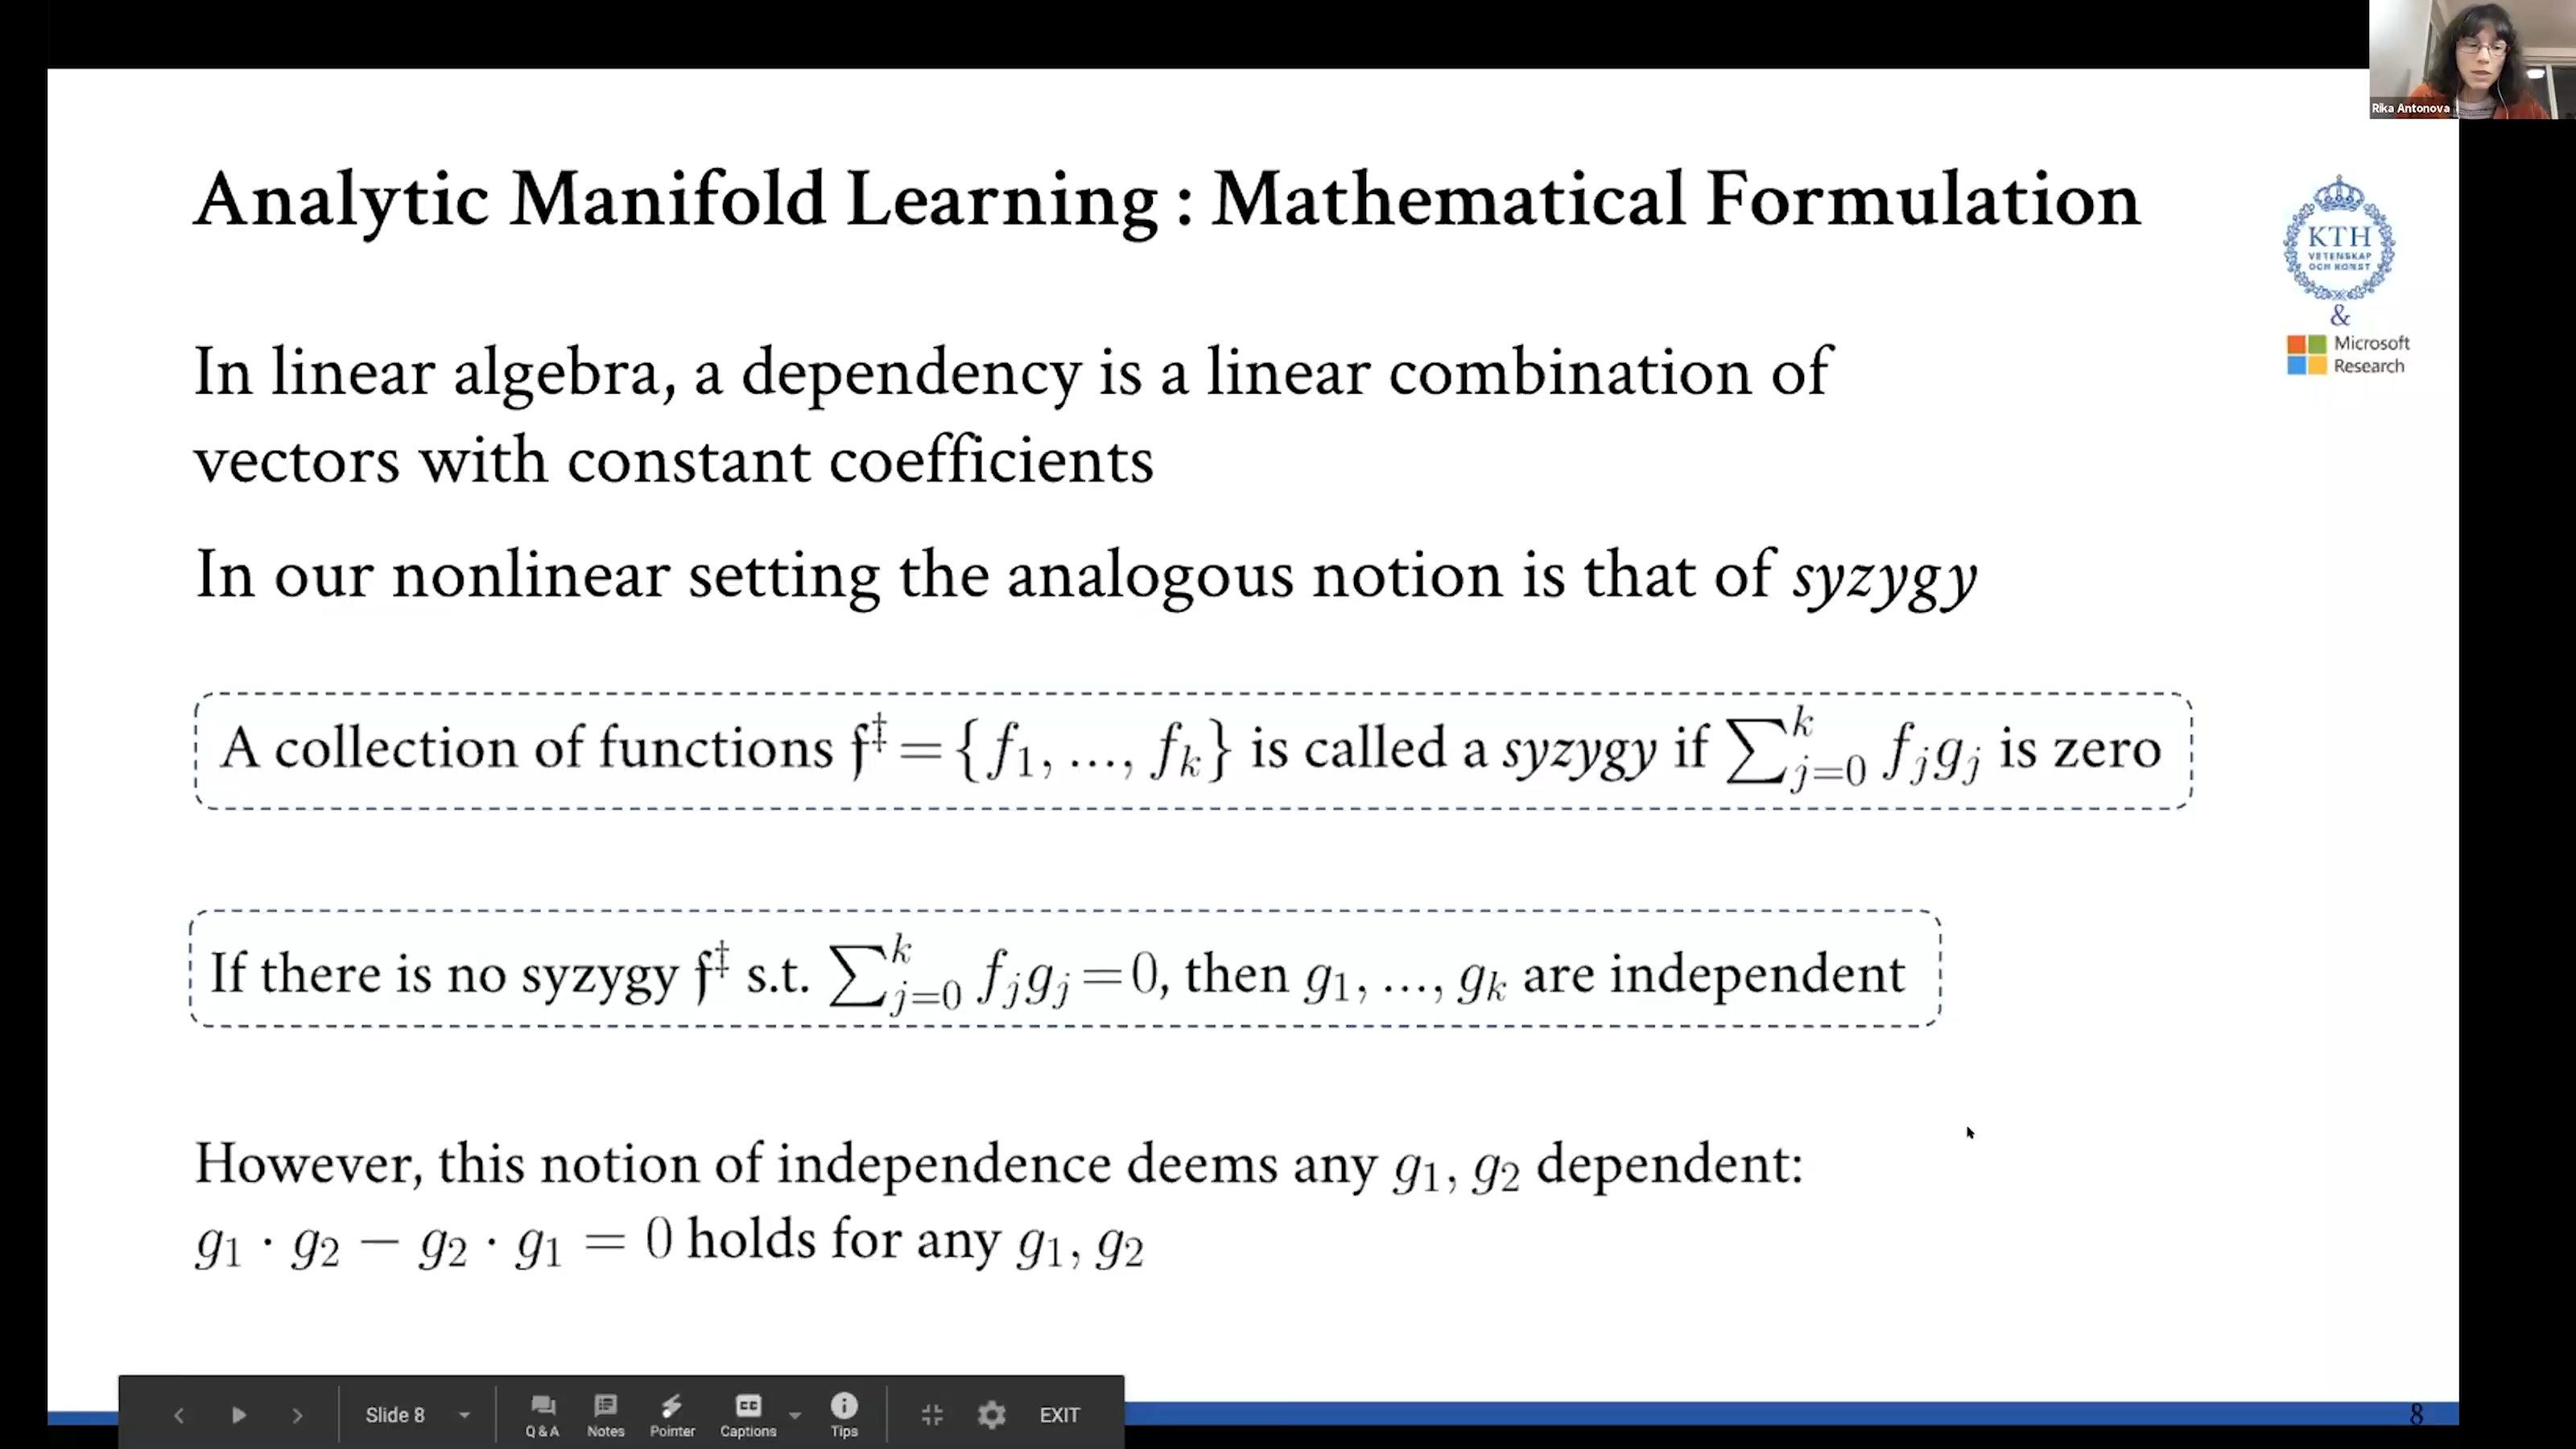 Rika Antonova
Analytic Manifold Learning : Mathematical Formulation
KTH
VETENSKAP
OCH KONST
&
Microsoft
Research
In linear algebra, a dependency is a linear combination of
vectors with constant coefficients
In our nonlinear setting the analogous notion is that of syzygy
A collection of functions 𝔣‡ = {f₁, ..., fₖ} is called a syzygy if ∑ᵏⱼ₌₀ fⱼgⱼ is zero
If there is no syzygy 𝔣‡ s.t. ∑ᵏⱼ₌₀ fⱼgⱼ = 0, then g₁, ..., gₖ are independent
However, this notion of independence deems any g₁, g₂ dependent:
g₁ · g₂ − g₂ · g₁ = 0 holds for any g₁, g₂
Slide 8
Q & A
Notes
Pointer
CC
Captions
Tips
EXIT
8